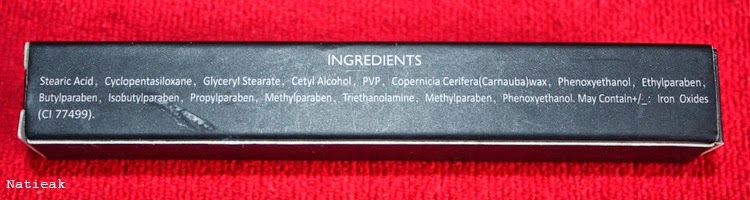 INGREDIENTS
Stearic Acid, Cyclopentasiloxane, Glyceryl Stearate, Cetyl Alcohol, PVP, Copernicia Cerifera(Carnauba)wax, Phenoxyethanol, Ethylparaben,
Butylparaben, Isobutylparaben, Propylparaben, Methylparaben, Triethanolamine, Methylparaben, Phenoxyethanol. May Contain+/_: Iron Oxides
(CI 77499).
Natieak